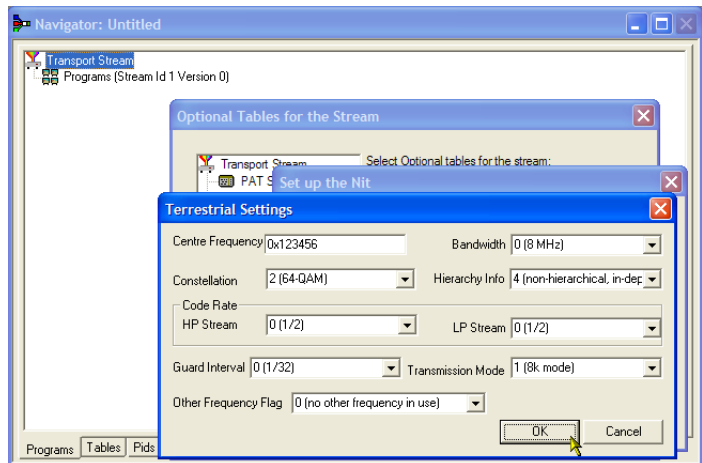 Navigator: Untitled
Transport Stream
Programs (Stream Id 1 Version 0)
Optional Tables for the Stream
Transport Stream
Select Optional tables for the stream:
PAT S
Set up the Nit
Terrestrial Settings
Centre Frequency 0x123456
Bandwidth 0 (8 MHz)
Constellation 2 (64-QAM)
Hierarchy Info 4 (non-hierarchical, in-dep
Code Rate
HP Stream 0 (1/2)
LP Stream 0 (1/2)
Guard Interval 0 (1/32)
Transmission Mode 1 (8k mode)
Other Frequency Flag 0 (no other frequency in use)
OK Cancel
Programs Tables Pids